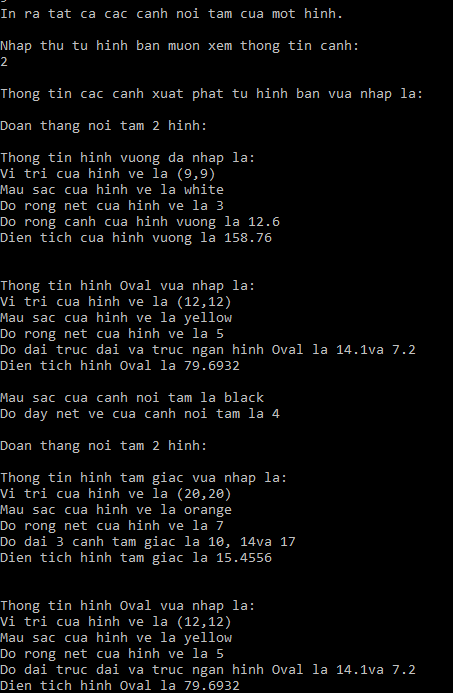 In ra tat ca cac canh noi tam cua mot hinh.
Nhap thu tu hinh ban muon xem thong tin canh:
2
Thong tin cac canh xuat phat tu hinh ban vua nhap la:
Doan thang noi tam 2 hinh:
Thong tin hinh vuong da nhap la:
Vi tri cua hinh ve la (9,9)
Mau sac cua hinh ve la white
Do rong net cua hinh ve la 3
Do rong canh cua hinh vuong la 12.6
Dien tich cua hinh vuong la 158.76
Thong tin hinh Oval vua nhap la:
Vi tri cua hinh ve la (12,12)
Mau sac cua hinh ve la yellow
Do rong net cua hinh ve la 5
Do dai truc dai va truc ngan hinh Oval la 14.1va 7.2
Dien tich hinh Oval la 79.6932
Mau sac cua canh noi tam la black
Do day net ve cua canh noi tam la 4
Doan thang noi tam 2 hinh:
Thong tin hinh tam giac vua nhap la:
Vi tri cua hinh ve la (20,20)
Mau sac cua hinh ve la orange
Do rong net cua hinh ve la 7
Do dai 3 canh tam giac la 10, 14va 17
Dien tich hinh tam giac la 15.4556
Thong tin hinh Oval vua nhap la:
Vi tri cua hinh ve la (12,12)
Mau sac cua hinh ve la yellow
Do rong net cua hinh ve la 5
Do dai truc dai va truc ngan hinh Oval la 14.1va 7.2
Dien tich hinh Oval la 79.6932